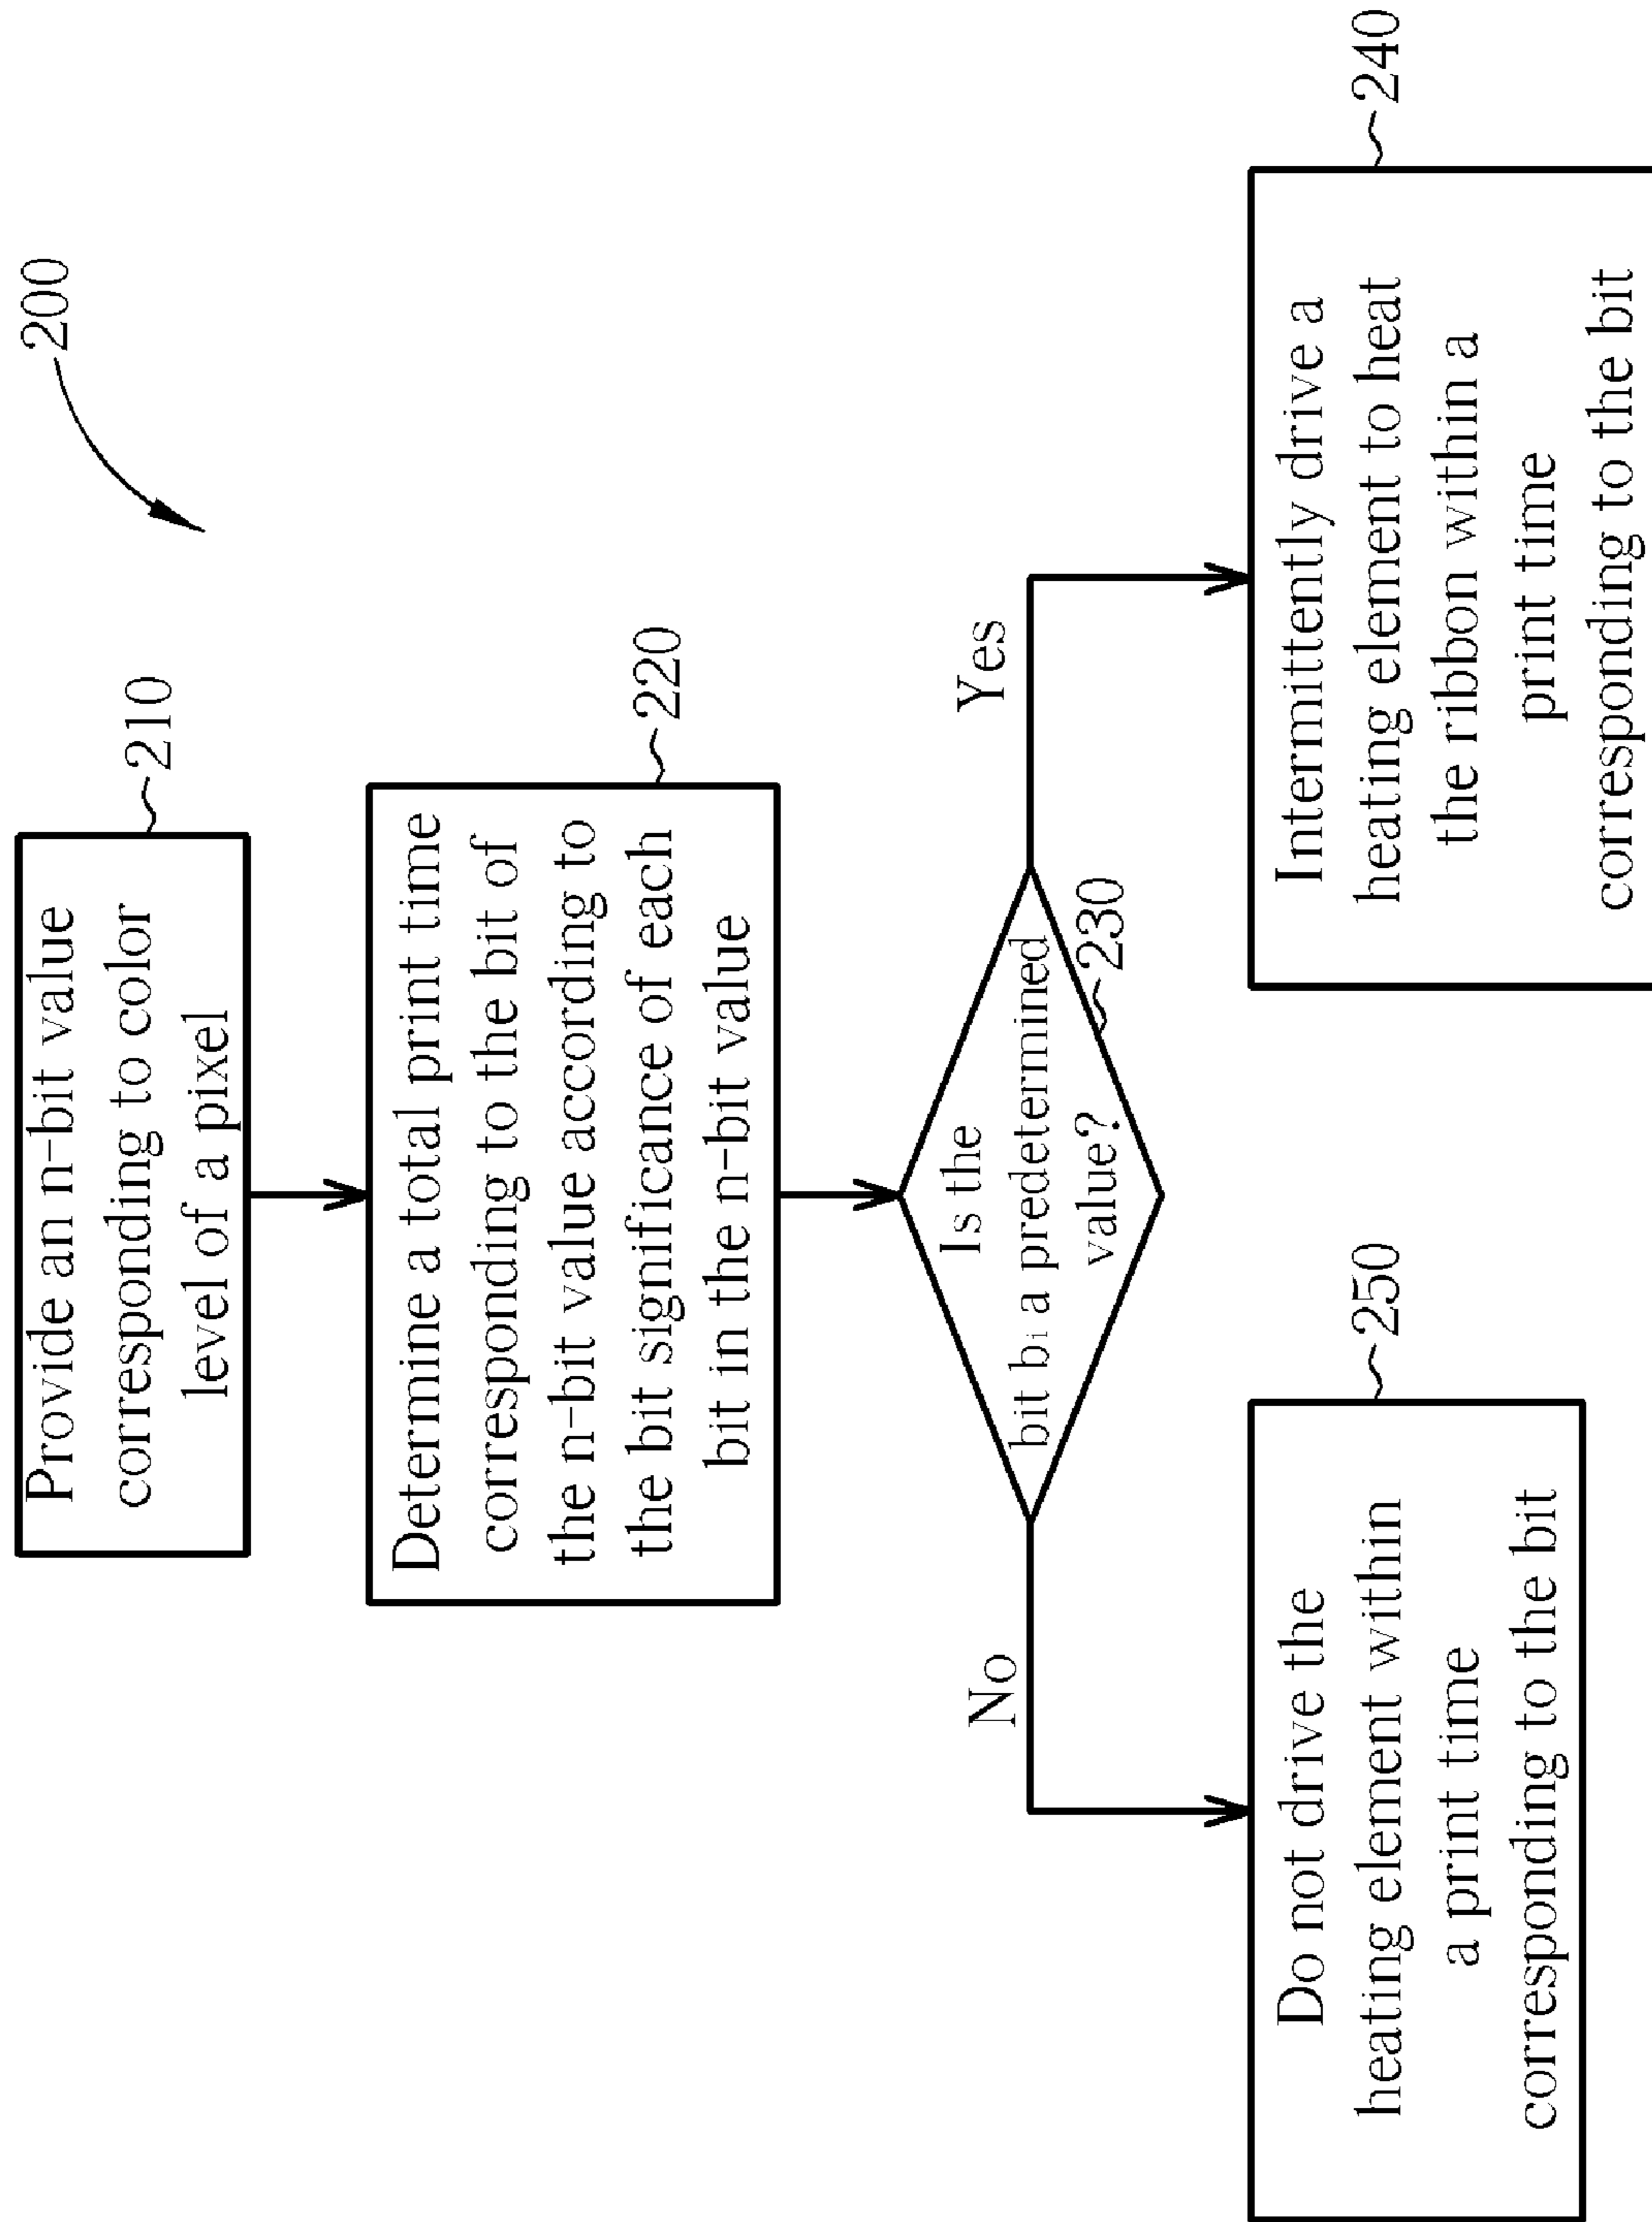 200
Provide an n-bit value
corresponding to color
level of a pixel
210
Determine a total print time
corresponding to the bit of
the n-bit value according to
the bit significance of each
bit in the n-bit value
220
Is the
bit bᵢ a predetermined
value?
230
No
Yes
Do not drive the
heating element within
a print time
corresponding to the bit
250
Intermittently drive a
heating element to heat
the ribbon within a
print time
corresponding to the bit
240